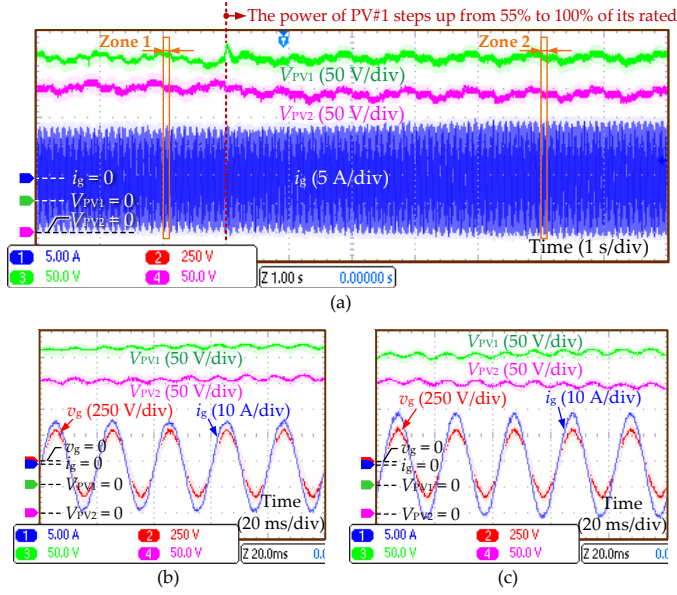 The power of PV#1 steps up from 55% to 100% of its rated
Zone 1
Zone 2
VPV1 (50 V/div)
VPV2 (50 V/div)
ig = 0
ig (5 A/div)
VPV1 = 0
VPV2 = 0
Time (1 s/div)
1 5.00 A 2 250 V
3 50.0 V 4 50.0 V
Z 1.00 s 0.00000 s
(a)
VPV1 (50 V/div)
VPV2 (50 V/div)
vg (250 V/div)
ig (10 A/div)
vg = 0
ig = 0
VPV1 = 0
VPV2 = 0
Time
(20 ms/div)
1 5.00 A 2 250 V
3 50.0 V 4 50.0 V
Z 20.0ms 0.0
(b)
VPV1 (50 V/div)
VPV2 (50 V/div)
vg (250 V/div)
ig (10 A/div)
vg = 0
ig = 0
VPV1 = 0
VPV2 = 0
Time
(20 ms/div)
1 5.00 A 2 250 V
3 50.0 V 4 50.0 V
Z 20.0ms
(c)